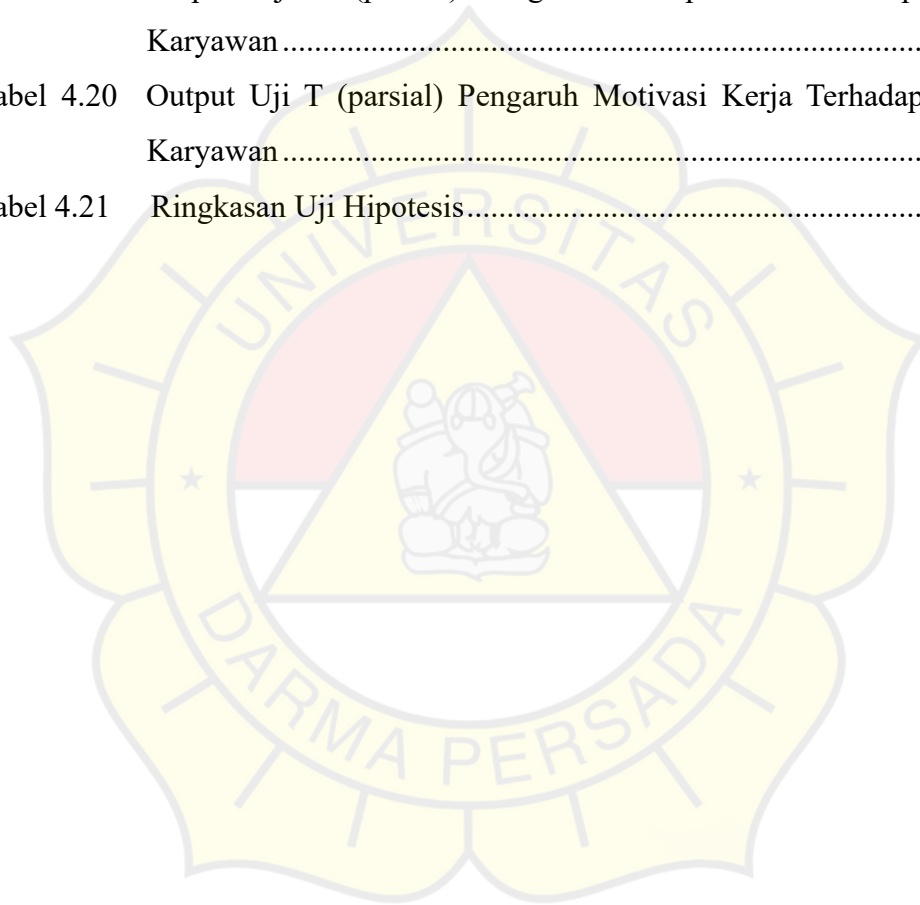 Karyawan
abel 4.20 Output Uji T (parsial) Pengaruh Motivasi Kerja Terhadap
Karyawan
abel 4.21 Ringkasan Uji Hipotesis
UNIVERSITAS
DARMA PERSADA